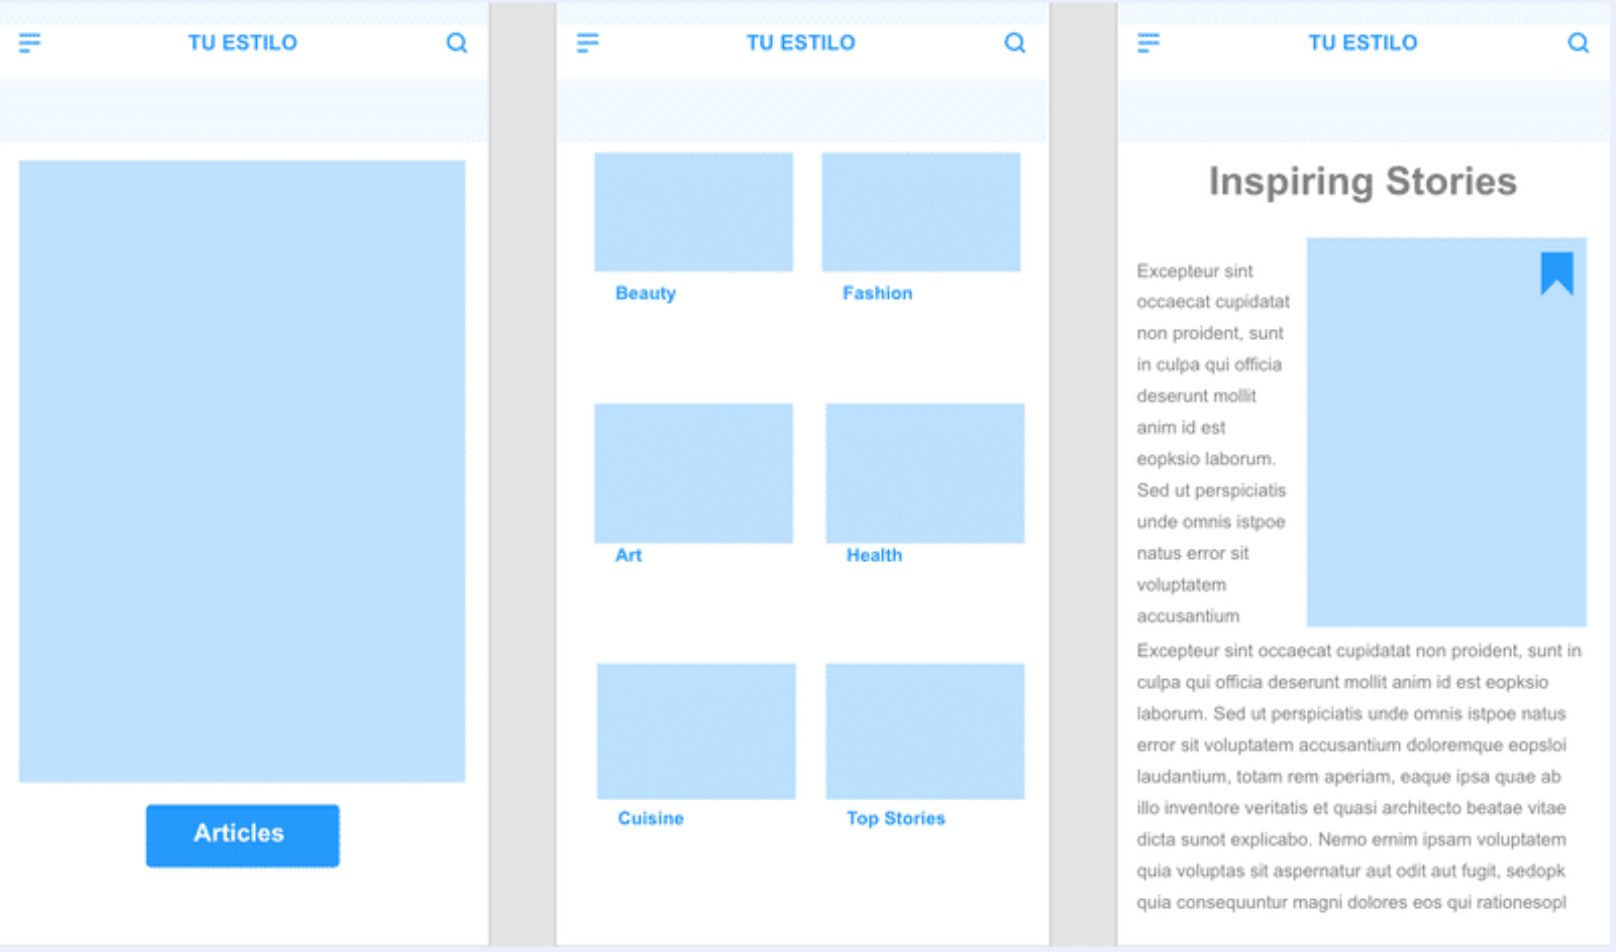 TU ESTILO
Articles
TU ESTILO
Beauty
Fashion
Art
Health
Cuisine
Top Stories
TU ESTILO
Inspiring Stories
Excepteur sint
occaecat cupidatat
non proident, sunt
in culpa qui officia
deserunt mollit
anim id est
eopksio laborum.
Sed ut perspiciatis
unde omnis istpoe
natus error sit
voluptatem
accusantium
Excepteur sint occaecat cupidatat non proident, sunt in
culpa qui officia deserunt mollit anim id est eopksio
laborum. Sed ut perspiciatis unde omnis istpoe natus
error sit voluptatem accusantium doloremque eopsloi
laudantium, totam rem aperiam, eaque ipsa quae ab
illo inventore veritatis et quasi architecto beatae vitae
dicta sunot explicabo. Nemo ernim ipsam voluptatem
quia voluptas sit aspernatur aut odit aut fugit, sedopk
quia consequuntur magni dolores eos qui rationesopl